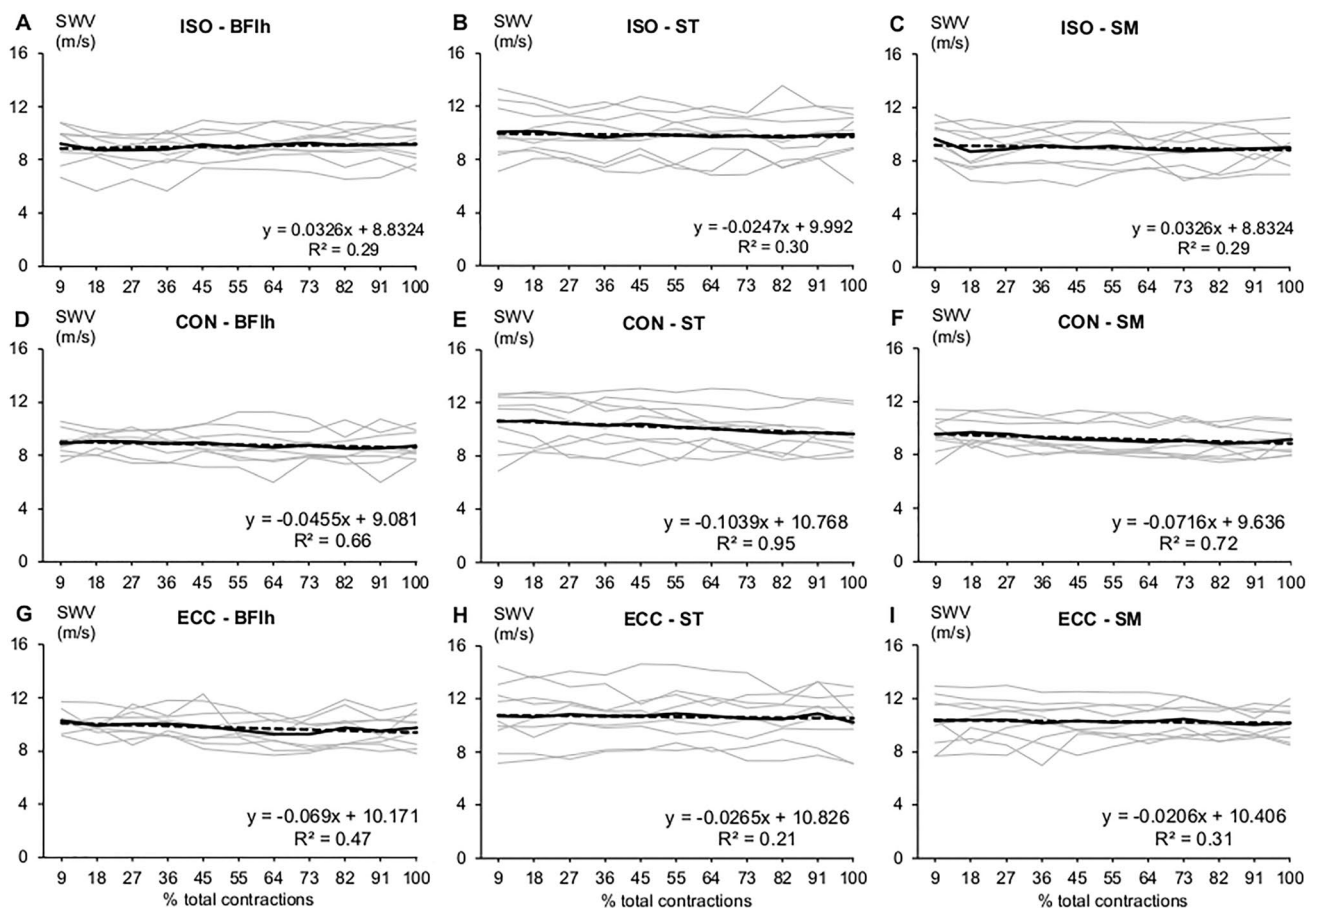 A SWV (m/s) ISO - BFlh
16
12
8
4
0
y = 0.0326x + 8.8324
R² = 0.29
9 18 27 36 45 55 64 73 82 91 100
B SWV (m/s) ISO - ST
16
12
8
4
0
y = -0.0247x + 9.992
R² = 0.30
9 18 27 36 45 55 64 73 82 91 100
C SWV (m/s) ISO - SM
16
12
8
4
0
y = 0.0326x + 8.8324
R² = 0.29
9 18 27 36 45 55 64 73 82 91 100
D SWV (m/s) CON - BFlh
16
12
8
4
0
y = -0.0455x + 9.081
R² = 0.66
9 18 27 36 45 55 64 73 82 91 100
E SWV (m/s) CON - ST
16
12
8
4
0
y = -0.1039x + 10.768
R² = 0.95
9 18 27 36 45 55 64 73 82 91 100
F SWV (m/s) CON - SM
16
12
8
4
0
y = -0.0716x + 9.636
R² = 0.72
9 18 27 36 45 55 64 73 82 91 100
G SWV (m/s) ECC - BFlh
16
12
8
4
0
y = -0.069x + 10.171
R² = 0.47
9 18 27 36 45 55 64 73 82 91 100
% total contractions
H SWV (m/s) ECC - ST
16
12
8
4
0
y = -0.0265x + 10.826
R² = 0.21
9 18 27 36 45 55 64 73 82 91 100
% total contractions
I SWV (m/s) ECC - SM
16
12
8
4
0
y = -0.0206x + 10.406
R² = 0.31
9 18 27 36 45 55 64 73 82 91 100
% total contractions